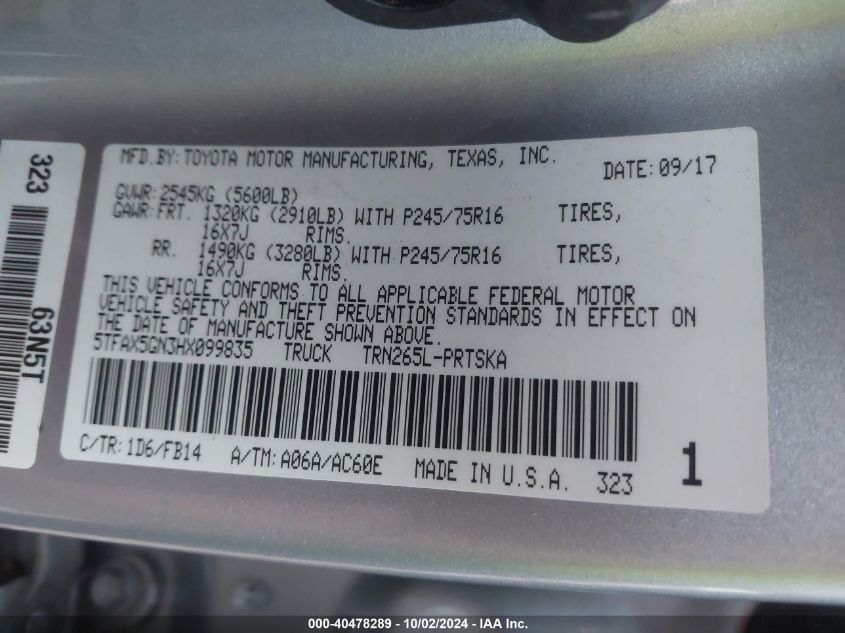 MFD.BY: TOYOTA MOTOR MANUFACTURING, TEXAS, INC. DATE: 09/17
GVWR: 2545KG (5600LB)
GAWR: FRT. 1320KG (2910LB) WITH P245/75R16 TIRES,
16X7J RIMS.
RR. 1490KG (3280LB) WITH P245/75R16 TIRES,
16X7J RIMS.
THIS VEHICLE CONFORMS TO ALL APPLICABLE FEDERAL MOTOR
VEHICLE SAFETY AND THEFT PREVENTION STANDARDS IN EFFECT ON
THE DATE OF MANUFACTURE SHOWN ABOVE.
5TFAX5GN3HX099835 TRUCK TRN265L-PRTSKA
C/TR: 1D6/FB14 A/TM: A06A/AC60E MADE IN U.S.A. 323 1
323 63N5T
000-40478289 - 10/02/2024 - IAA Inc.